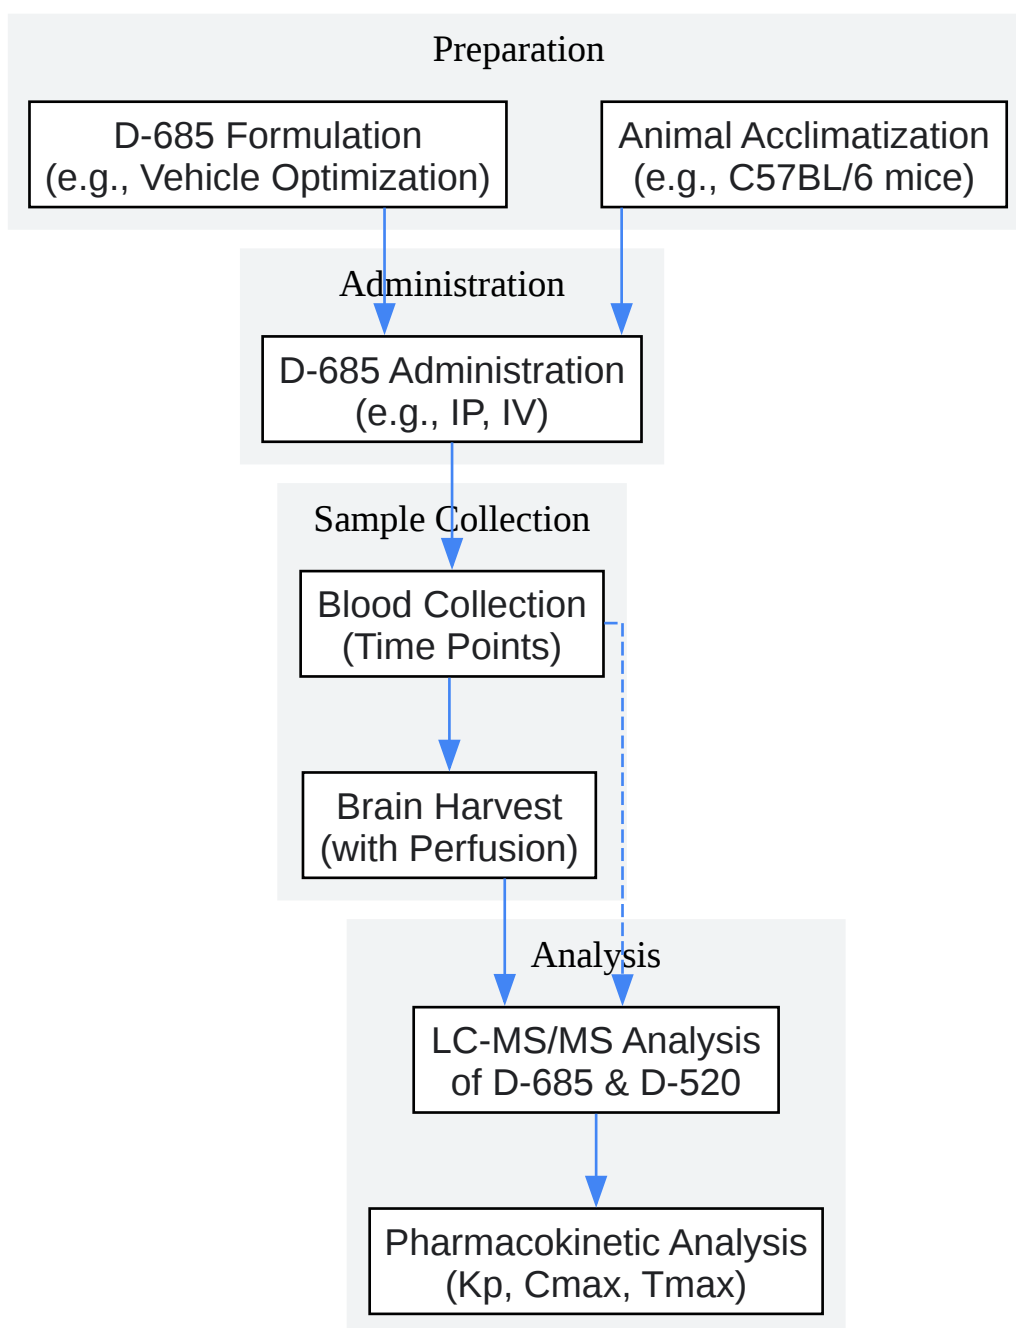 Preparation
D-685 Formulation
(e.g., Vehicle Optimization)
Animal Acclimatization
(e.g., C57BL/6 mice)
Administration
D-685 Administration
(e.g., IP, IV)
Sample Collection
Blood Collection
(Time Points)
Brain Harvest
(with Perfusion)
Analysis
LC-MS/MS Analysis
of D-685 & D-520
Pharmacokinetic Analysis
(Kp, Cmax, Tmax)